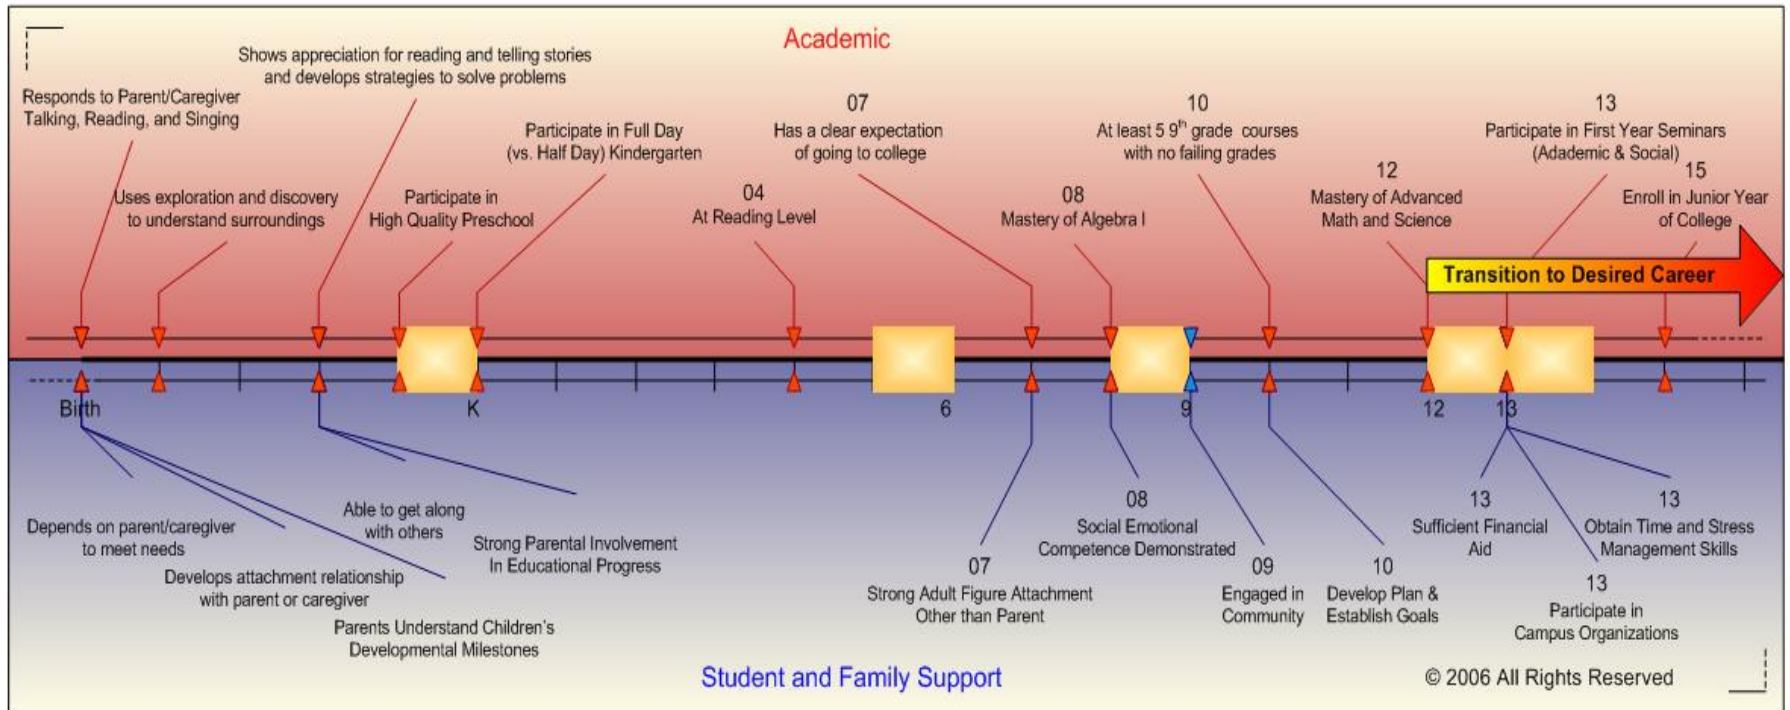 Academic
Shows appreciation for reading and telling stories
and develops strategies to solve problems
Responds to Parent/Caregiver
Talking, Reading, and Singing
Participate in Full Day
(vs. Half Day) Kindergarten
07
Has a clear expectation
of going to college
10
At least 5 9th grade courses
with no failing grades
13
Participate in First Year Seminars
(Adademic & Social)
Uses exploration and discovery
to understand surroundings
Participate in
High Quality Preschool
04
At Reading Level
08
Mastery of Algebra I
12
Mastery of Advanced
Math and Science
15
Enroll in Junior Year
of College
Transition to Desired Career
Birth
K
6
9
12
13
Depends on parent/caregiver
to meet needs
Develops attachment relationship
with parent or caregiver
Parents Understand Children's
Developmental Milestones
Able to get along
with others
Strong Parental Involvement
In Educational Progress
07
Strong Adult Figure Attachment
Other than Parent
08
Social Emotional
Competence Demonstrated
09
Engaged in
Community
10
Develop Plan &
Establish Goals
13
Sufficient Financial
Aid
13
Participate in
Campus Organizations
13
Obtain Time and Stress
Management Skills
Student and Family Support
© 2006 All Rights Reserved